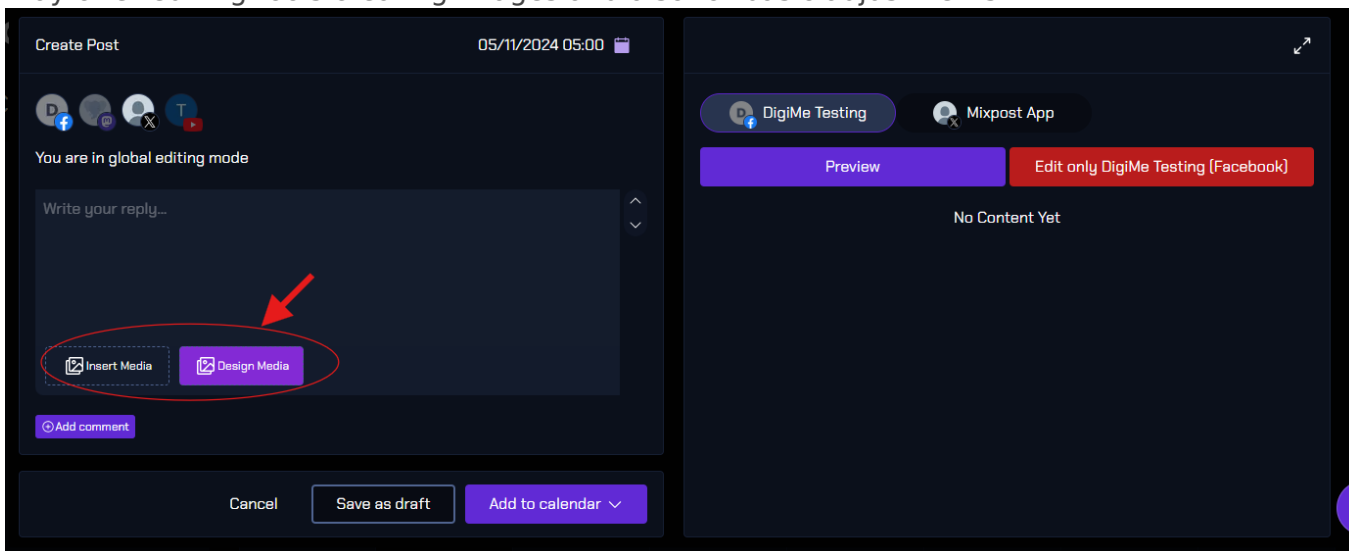 Create Post
05/11/2024 05:00
D
T
You are in global editing mode
Write your reply...
Insert Media
Design Media
Add comment
Cancel
Save as draft
Add to calendar
D
DigiMe Testing
Mixpost App
Preview
Edit only DigiMe Testing (Facebook)
No Content Yet